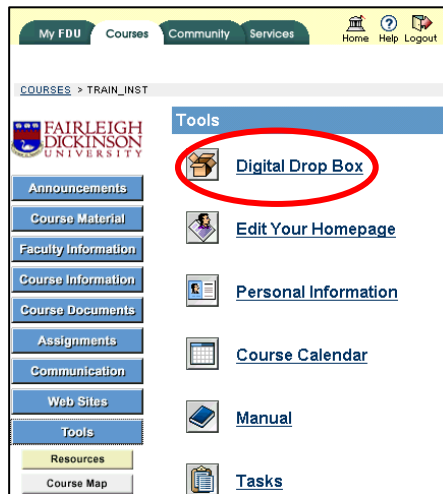 My FDU Courses Community Services Home Help Logout
COURSES > TRAIN_INST
FAIRLEIGH
DICKINSON
UNIVERSITY
Announcements
Course Material
Faculty Information
Course Information
Course Documents
Assignments
Communication
Web Sites
Tools
Resources
Course Map
Tools
Digital Drop Box
Edit Your Homepage
Personal Information
Course Calendar
Manual
Tasks